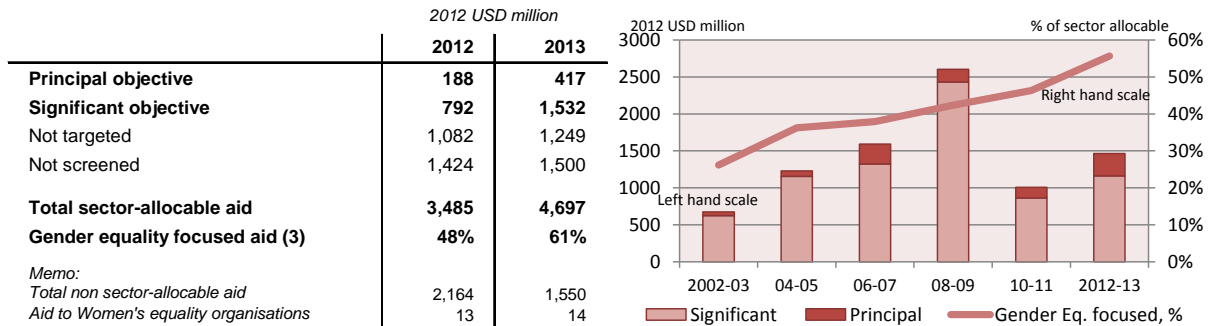 2012 USD million
2012 2013
Principal objective 188 417
Significant objective 792 1,532
Not targeted 1,082 1,249
Not screened 1,424 1,500
Total sector-allocable aid 3,485 4,697
Gender equality focused aid (3) 48% 61%
Memo:
Total non sector-allocable aid 2,164 1,550
Aid to Women's equality organisations 13 14
2012 USD million % of sector allocable
3000 60%
2500 50%
2000 40%
1500 30%
1000 20%
500 10%
0 0%
Right hand scale
Left hand scale
2002-03 04-05 06-07 08-09 10-11 2012-13
Significant Principal Gender Eq. focused, %